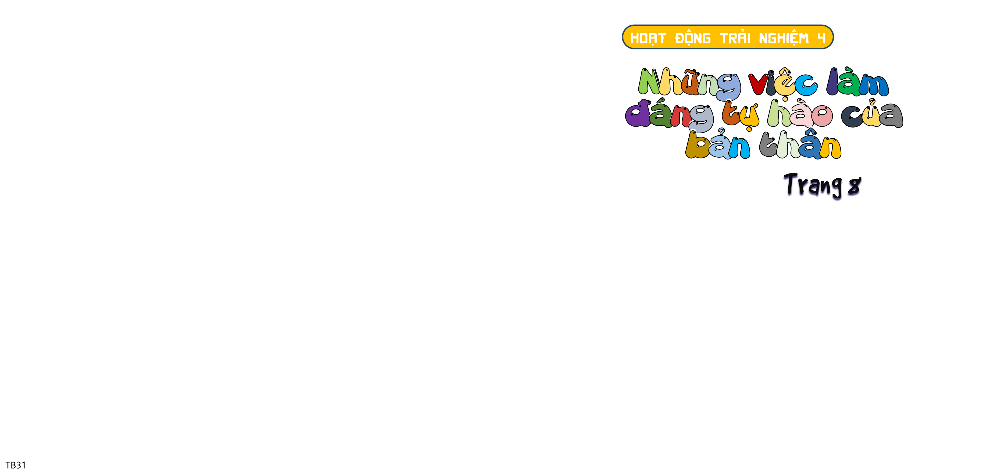 HOẠT ĐỘNG TRẢI NGHIỆM 4
Những việc làm
đáng tự hào của
bản thân
Trang 8
TB31